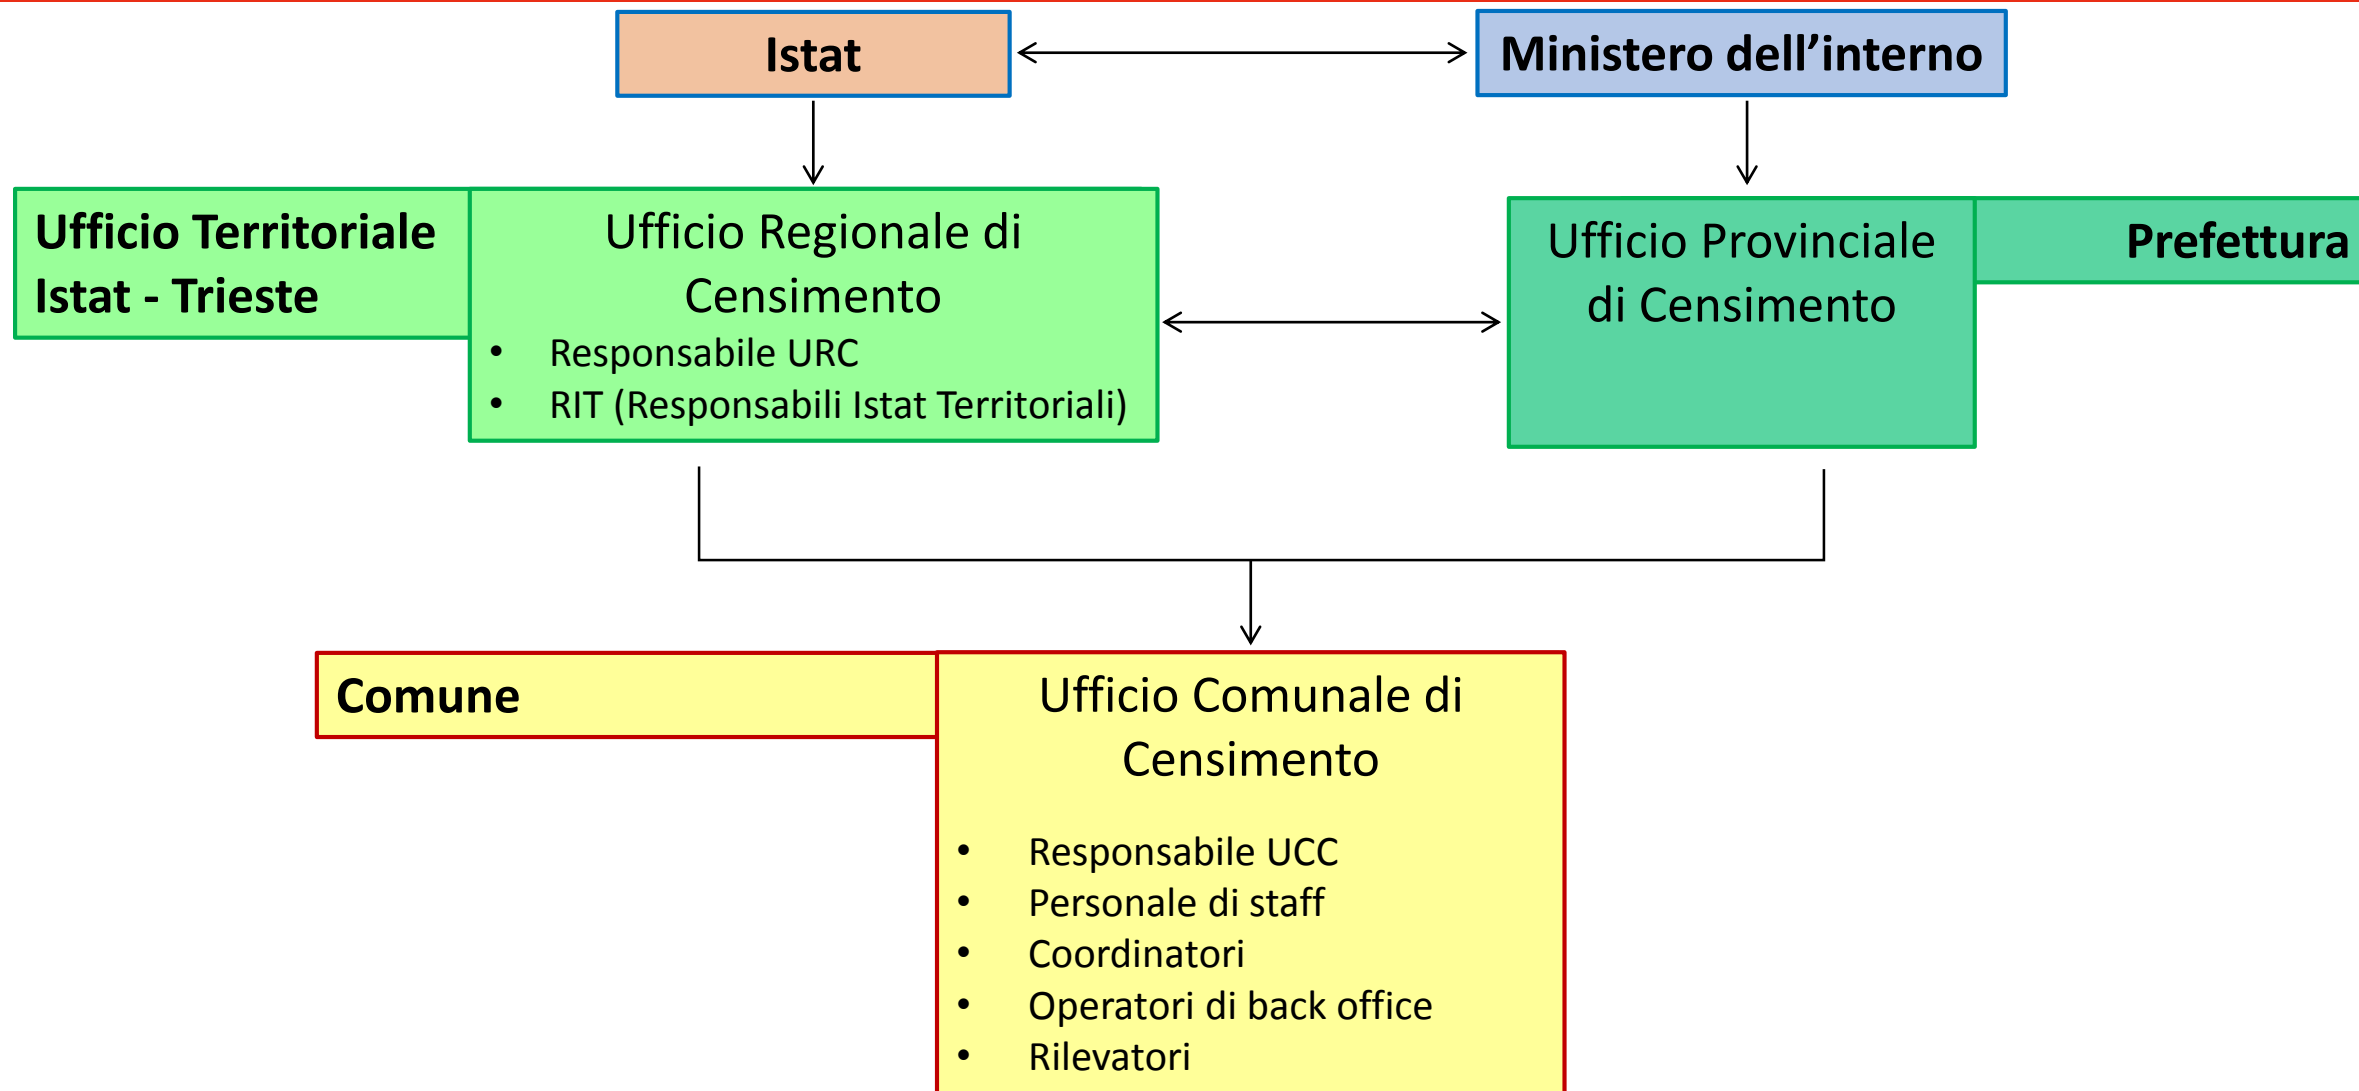 Istat
Ministero dell’interno
Ufficio Territoriale
Istat - Trieste
Ufficio Regionale di
Censimento
• Responsabile URC
• RIT (Responsabili Istat Territoriali)
Ufficio Provinciale
di Censimento
Prefettura
Comune
Ufficio Comunale di
Censimento
• Responsabile UCC
• Personale di staff
• Coordinatori
• Operatori di back office
• Rilevatori